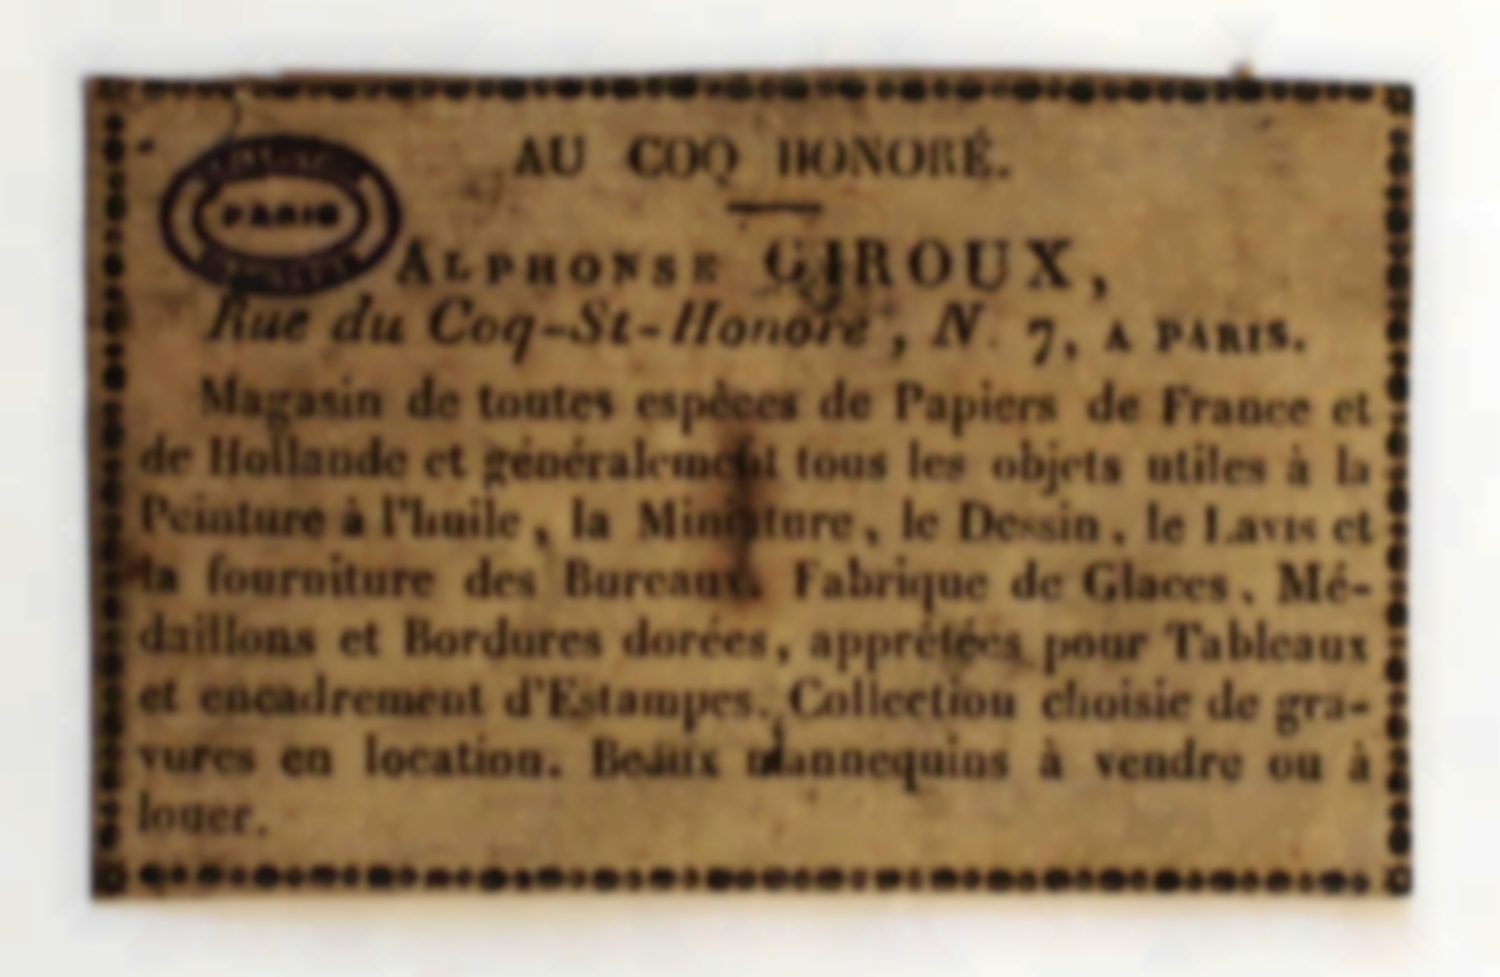 AU COQ HONORÉ.
PARIS
ALPHONSE GIROUX,
Rue du Coq-St-Honoré, N. 7, A PARIS.
Magasin de toutes espèces de Papiers de France et
de Hollande et généralement tous les objets utiles à la
Peinture à l'huile, la Miniature, le Dessin, le Lavis et
la fourniture des Bureaux. Fabrique de Glaces, Mé-
daillons et Bordures dorées, apprêtées pour Tableaux
et encadrement d'Estampes. Collection choisie de gra-
vures en location. Beaux mannequins à vendre ou à
louer.